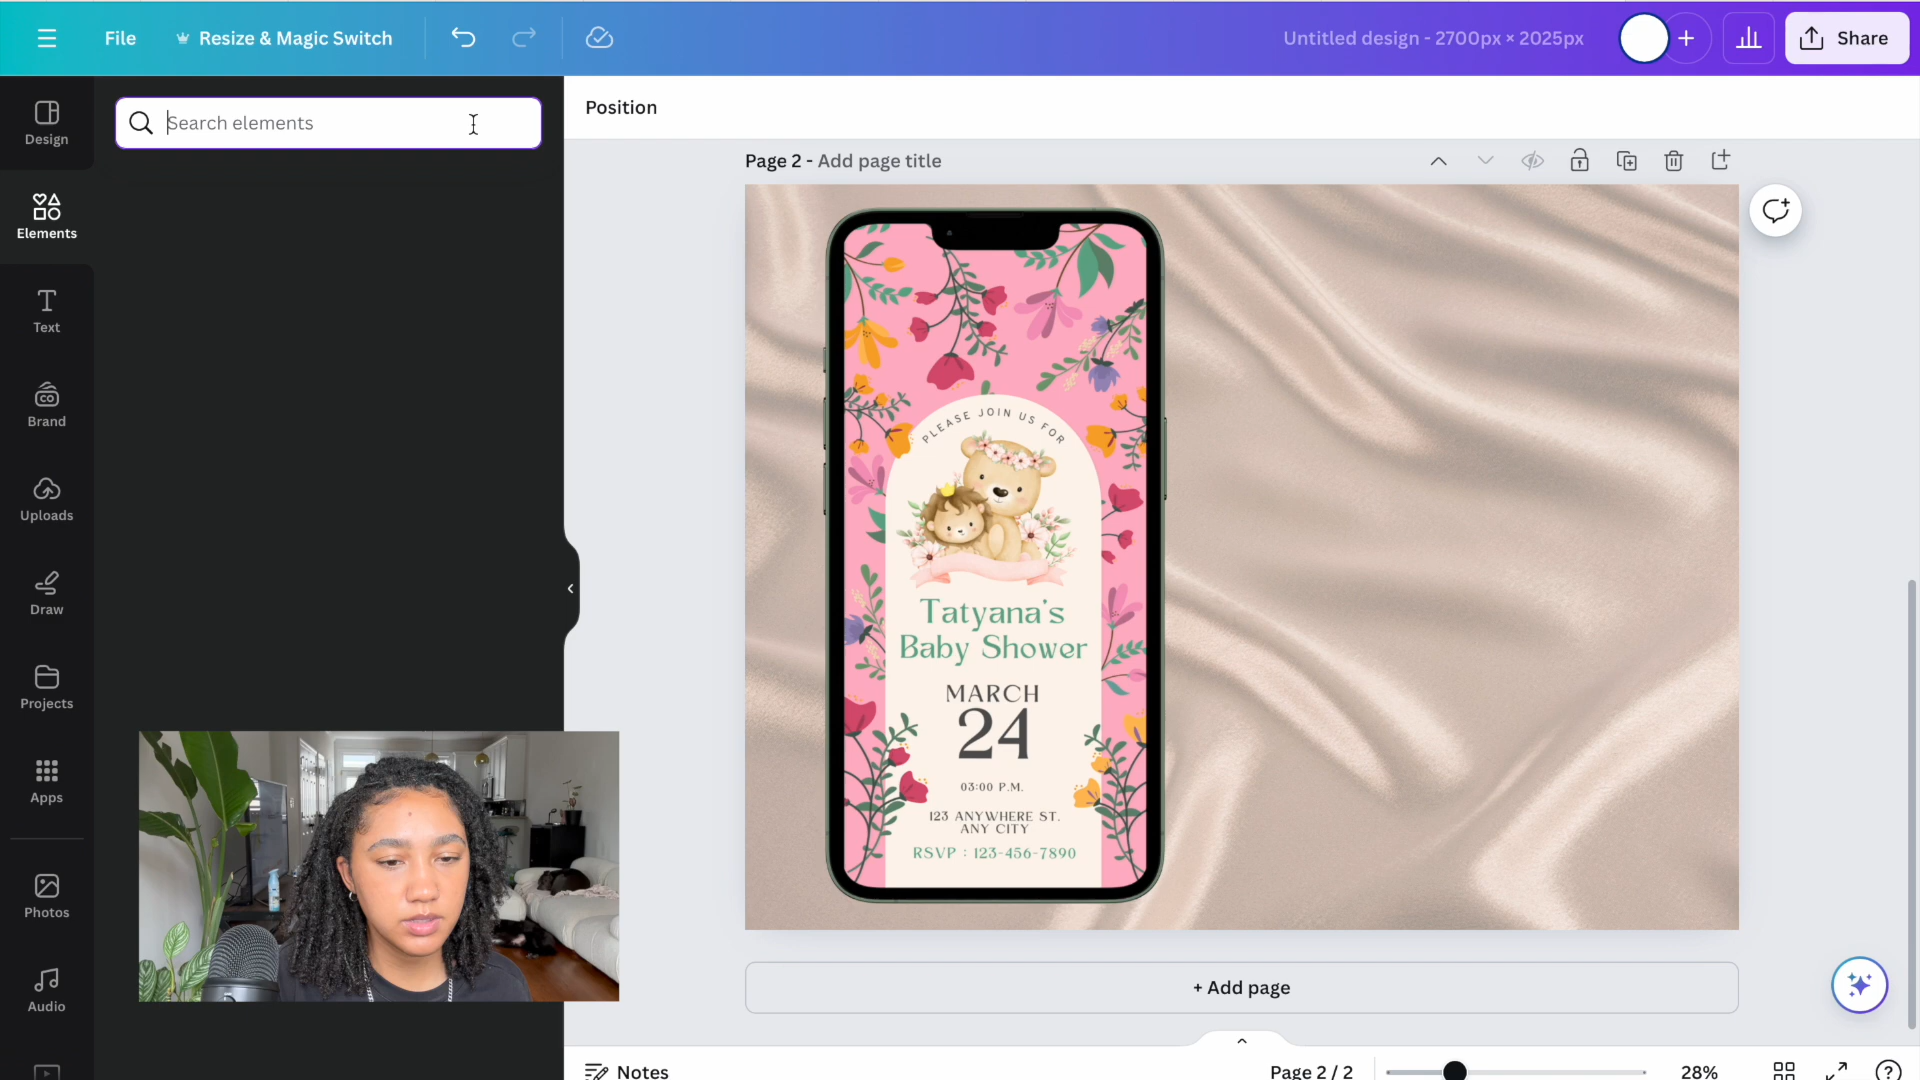 File
Resize & Magic Switch
Untitled design - 2700px × 2025px
Share
Design
Elements
Text
Brand
Uploads
Draw
Projects
Apps
Photos
Audio
Search elements
Position
Page 2 - Add page title
PLEASE JOIN US FOR
Tatyana's
Baby Shower
MARCH
24
03:00 P.M.
123 ANYWHERE ST.
ANY CITY
RSVP : 123-456-7890
+ Add page
Notes
Page 2 / 2
28%